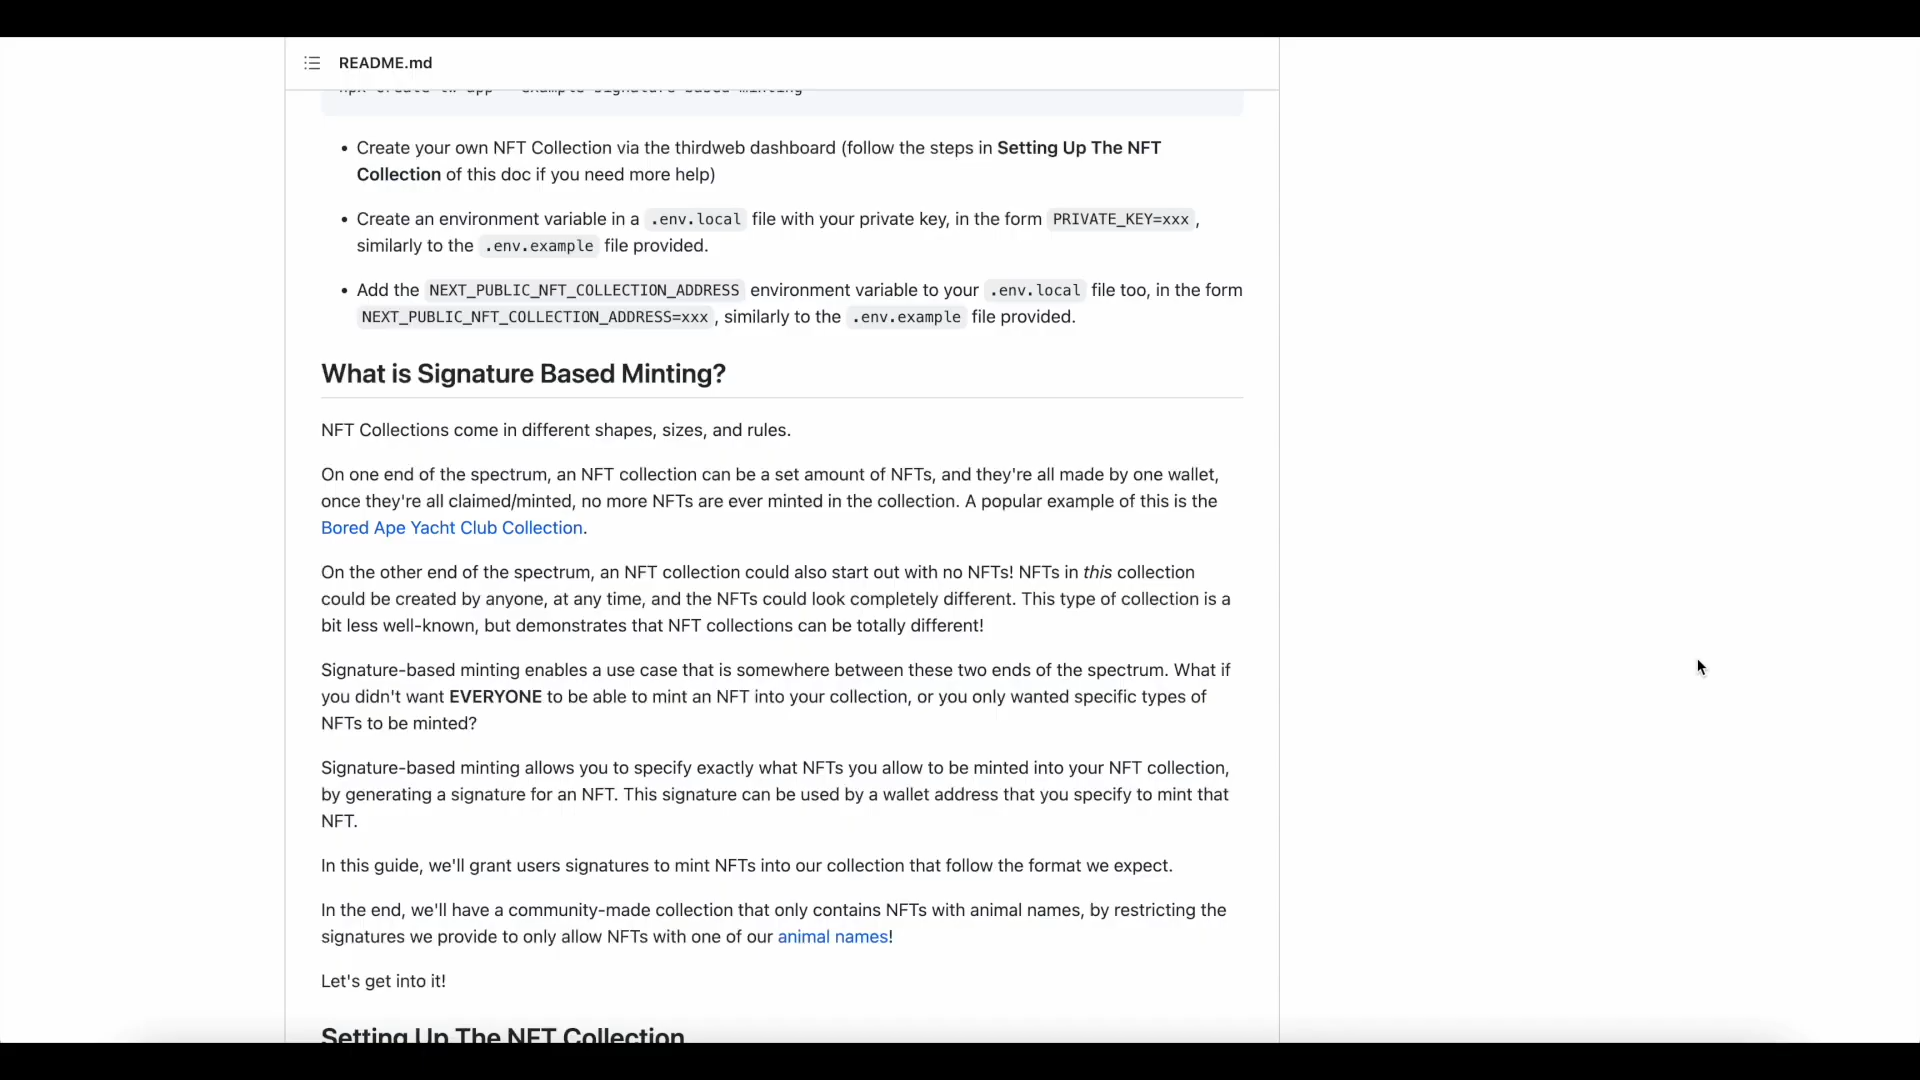 README.md
npx create tw app --example signature based minting
• Create your own NFT Collection via the thirdweb dashboard (follow the steps in Setting Up The NFT
Collection of this doc if you need more help)
• Create an environment variable in a .env.local file with your private key, in the form PRIVATE_KEY=xxx,
similarly to the .env.example file provided.
• Add the NEXT_PUBLIC_NFT_COLLECTION_ADDRESS environment variable to your .env.local file too, in the form
NEXT_PUBLIC_NFT_COLLECTION_ADDRESS=xxx, similarly to the .env.example file provided.
What is Signature Based Minting?
NFT Collections come in different shapes, sizes, and rules.
On one end of the spectrum, an NFT collection can be a set amount of NFTs, and they're all made by one wallet,
once they're all claimed/minted, no more NFTs are ever minted in the collection. A popular example of this is the
Bored Ape Yacht Club Collection.
On the other end of the spectrum, an NFT collection could also start out with no NFTs! NFTs in this collection
could be created by anyone, at any time, and the NFTs could look completely different. This type of collection is a
bit less well-known, but demonstrates that NFT collections can be totally different!
Signature-based minting enables a use case that is somewhere between these two ends of the spectrum. What if
you didn't want EVERYONE to be able to mint an NFT into your collection, or you only wanted specific types of
NFTs to be minted?
Signature-based minting allows you to specify exactly what NFTs you allow to be minted into your NFT collection,
by generating a signature for an NFT. This signature can be used by a wallet address that you specify to mint that
NFT.
In this guide, we'll grant users signatures to mint NFTs into our collection that follow the format we expect.
In the end, we'll have a community-made collection that only contains NFTs with animal names, by restricting the
signatures we provide to only allow NFTs with one of our animal names!
Let's get into it!
Setting Up The NFT Collection